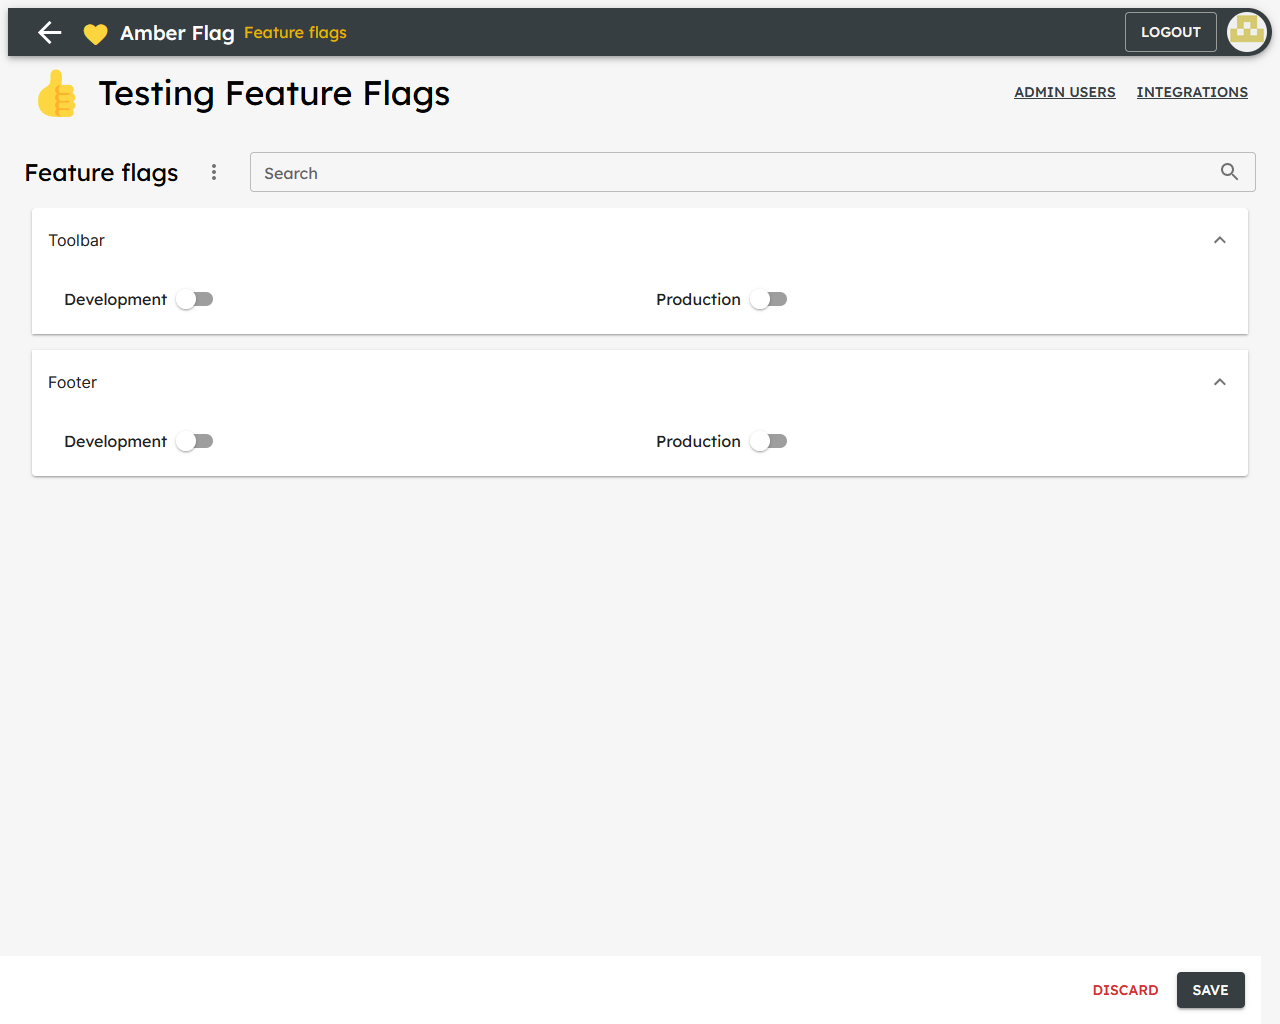 Amber Flag Feature flags LOGOUT
Testing Feature Flags ADMIN USERS INTEGRATIONS
Feature flags Search
Toolbar
Development Production
Footer
Development Production
DISCARD SAVE